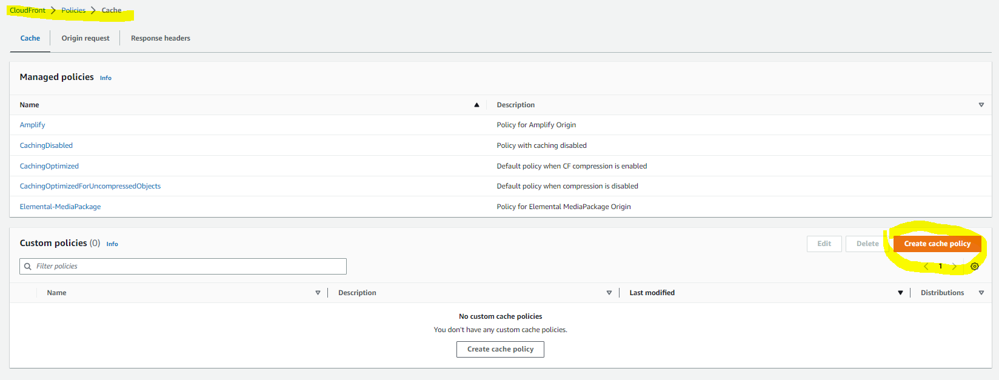 CloudFront > Policies > Cache
Cache Origin request Response headers
Managed policies Info
Name Description
Amplify Policy for Amplify Origin
CachingDisabled Policy with caching disabled
CachingOptimized Default policy when CF compression is enabled
CachingOptimizedForUncompressedObjects Default policy when compression is disabled
Elemental-MediaPackage Policy for Elemental MediaPackage Origin
Custom policies (0) Info Edit Delete Create cache policy
Filter policies < 1 >
Name Description Last modified Distributions
No custom cache policies
You don't have any custom cache policies.
Create cache policy